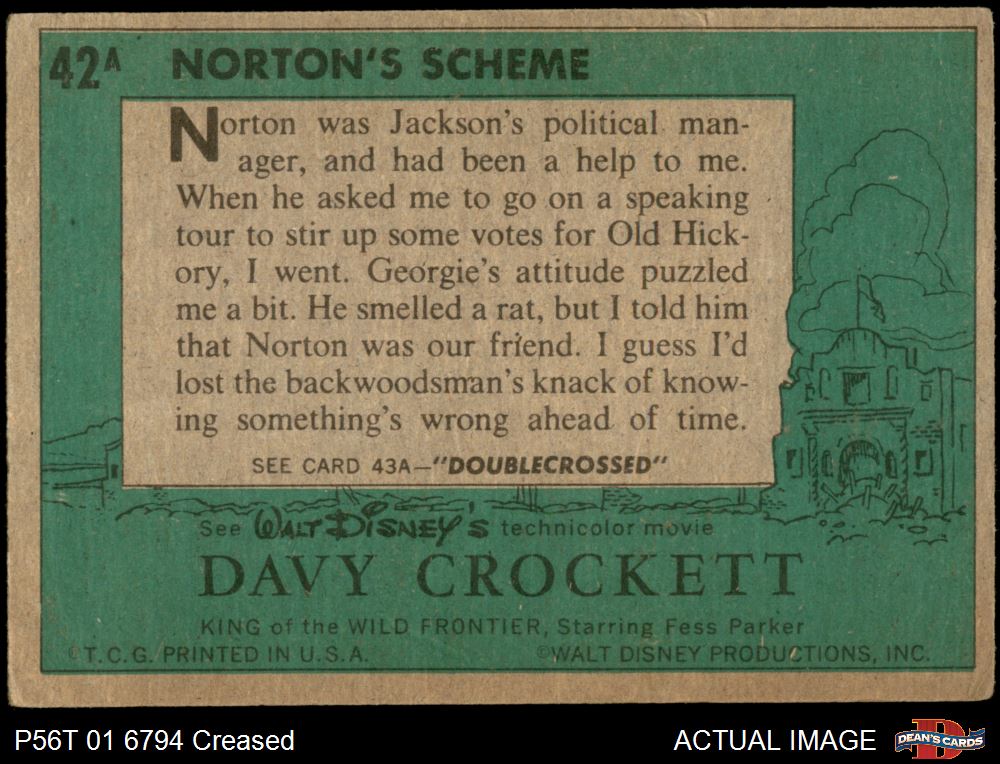 42A NORTON'S SCHEME
Norton was Jackson's political man-
ager, and had been a help to me.
When he asked me to go on a speaking
tour to stir up some votes for Old Hick-
ory, I went. Georgie's attitude puzzled
me a bit. He smelled a rat, but I told him
that Norton was our friend. I guess I'd
lost the backwoodsman's knack of know-
ing something's wrong ahead of time.
SEE CARD 43A—"DOUBLECROSSED"
See WALT DISNEY'S technicolor movie
DAVY CROCKETT
KING of the WILD FRONTIER, Starring Fess Parker
©T.C.G. PRINTED IN U.S.A. ©WALT DISNEY PRODUCTIONS, INC.
P56T 01 6794 Creased ACTUAL IMAGE DEAN'S CARDS